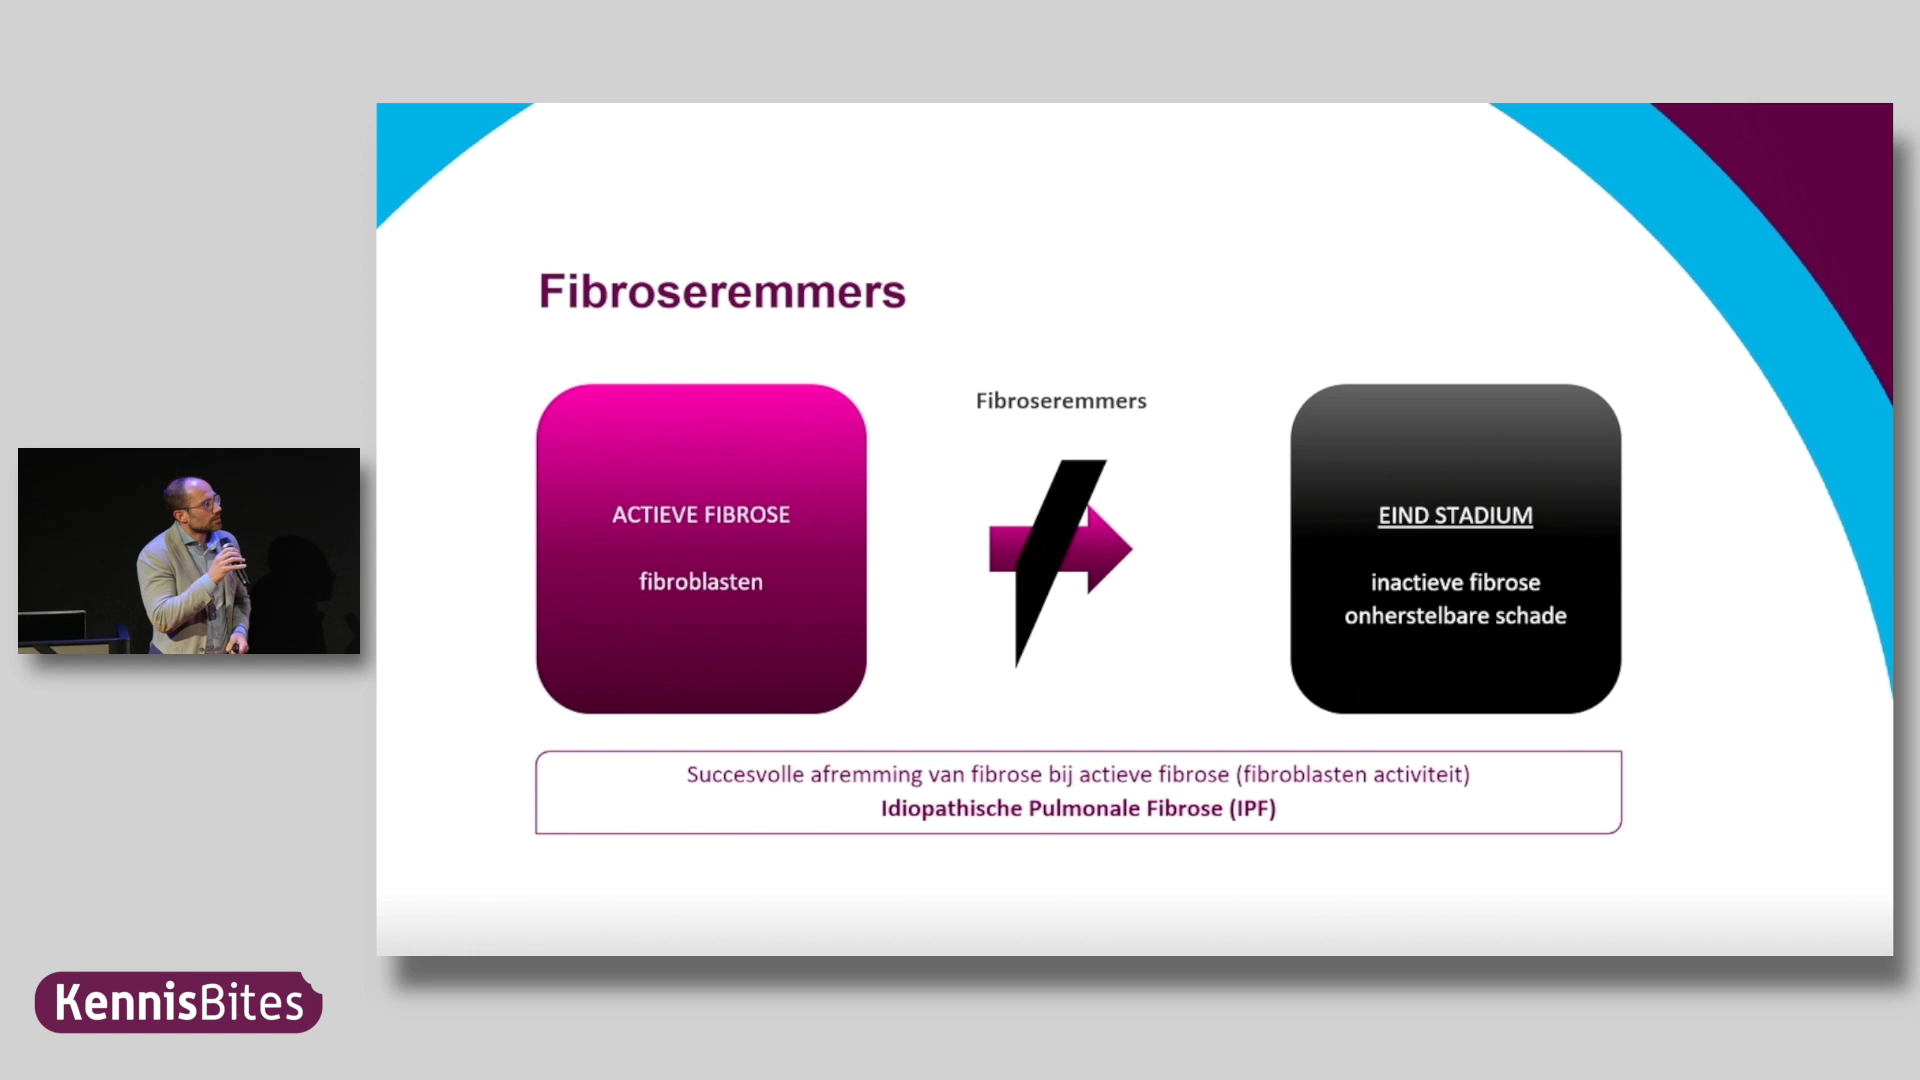 Fibroseremmers
Fibroseremmers
ACTIEVE FIBROSE
fibroblasten
EIND STADIUM
inactieve fibrose
onherstelbare schade
Succesvolle afremming van fibrose bij actieve fibrose (fibroblasten activiteit)
Idiopathische Pulmonale Fibrose (IPF)
KennisBites